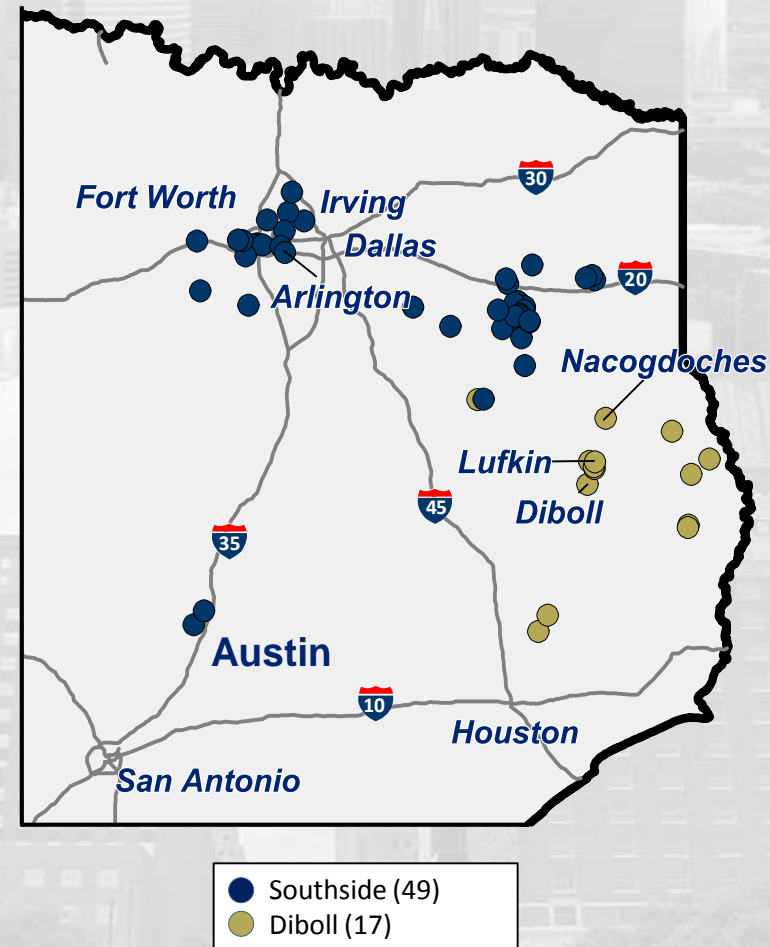 30
Fort Worth
Irving
Dallas
20
Arlington
Nacogdoches
Lufkin
45
Diboll
35
Austin
10
Houston
San Antonio
Southside (49)
Diboll (17)